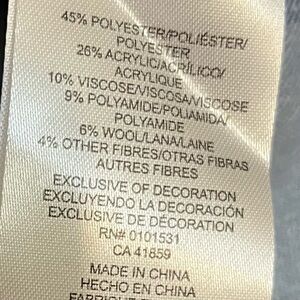 45% POLYESTER/POLIÉSTER/
POLYESTER
26% ACRYLIC/ACRÍLICO/
ACRYLIQUE
10% VISCOSE/VISCOSA/VISCOSE
9% POLYAMIDE/POLIAMIDA/
POLYAMIDE
6% WOOL/LANA/LAINE
4% OTHER FIBRES/OTRAS FIBRAS
AUTRES FIBRES
EXCLUSIVE OF DECORATION
EXCLUYENDO LA DECORACIÓN
EXCLUSIVE DE DÉCORATION
RN# 0101531
CA 41859
MADE IN CHINA
HECHO EN CHINA